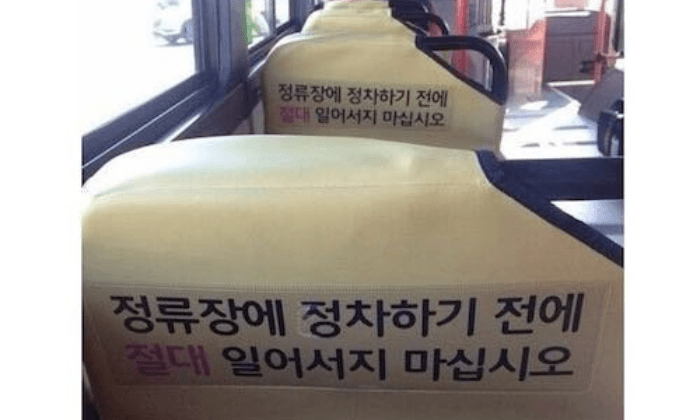 정류장에 정차하기 전에
절대 일어서지 마십시오
정류장에 정차하기 전에
절대 일어서지 마십시오